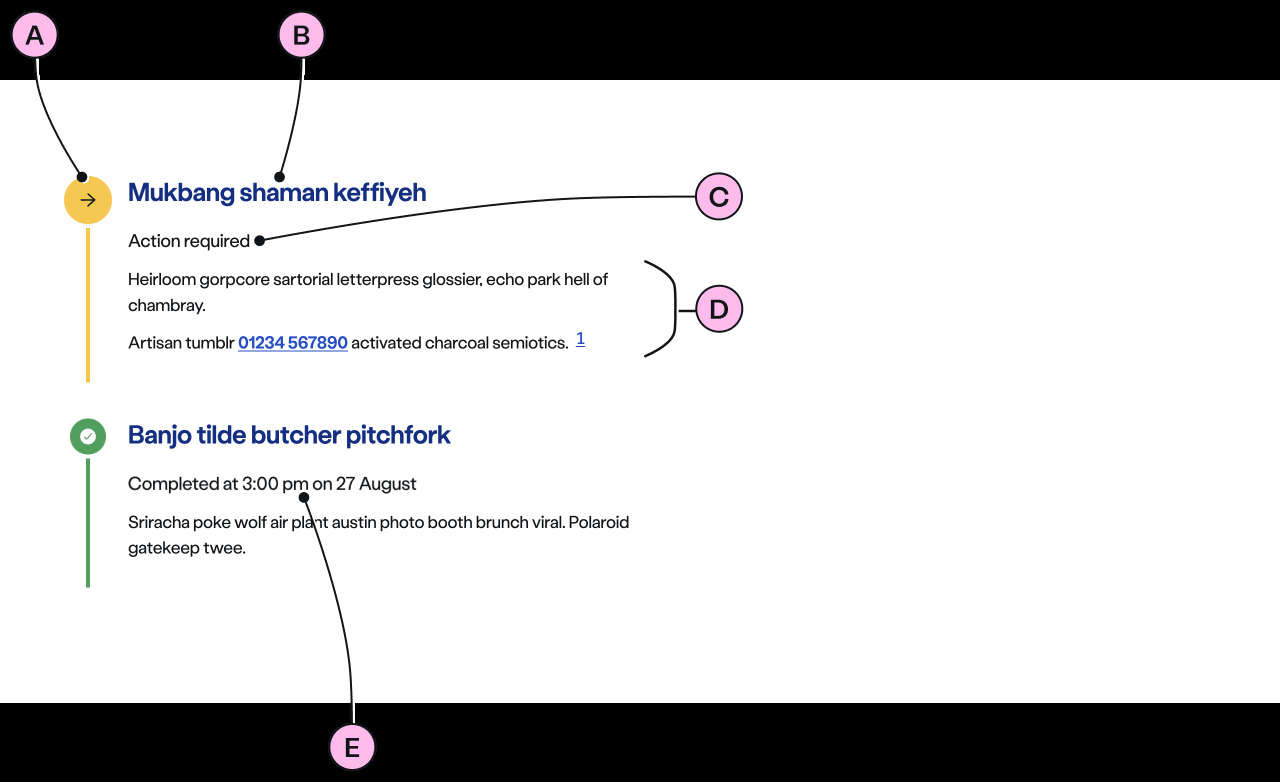 A
B
Mukbang shaman keffiyeh
C
Action required
Heirloom gorpcore sartorial letterpress glossier, echo park hell of
chambray.
D
Artisan tumblr 01234 567890 activated charcoal semiotics. 1
Banjo tilde butcher pitchfork
Completed at 3:00 pm on 27 August
Sriracha poke wolf air plant austin photo booth brunch viral. Polaroid
gatekeep twee.
E